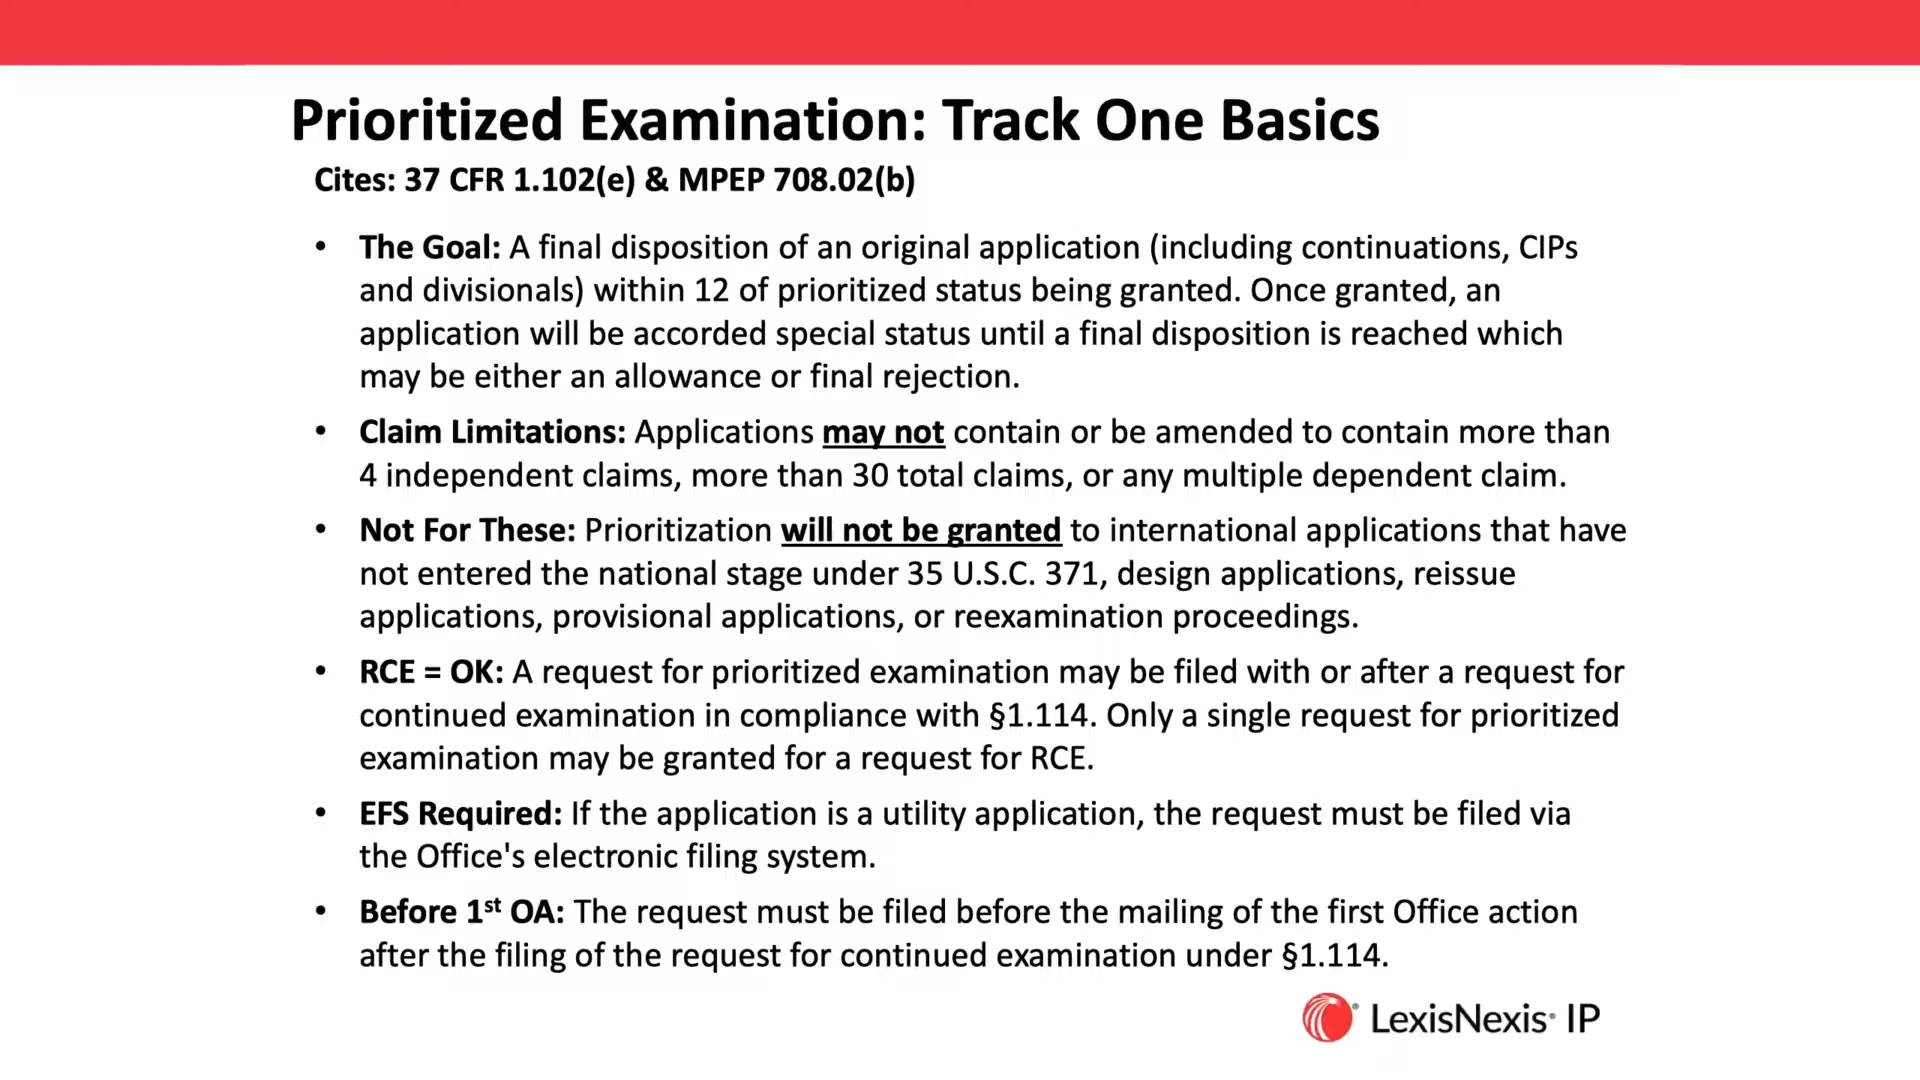 Prioritized Examination: Track One Basics
Cites: 37 CFR 1.102(e) & MPEP 708.02(b)
• The Goal: A final disposition of an original application (including continuations, CIPs
and divisionals) within 12 of prioritized status being granted. Once granted, an
application will be accorded special status until a final disposition is reached which
may be either an allowance or final rejection.
• Claim Limitations: Applications may not contain or be amended to contain more than
4 independent claims, more than 30 total claims, or any multiple dependent claim.
• Not For These: Prioritization will not be granted to international applications that have
not entered the national stage under 35 U.S.C. 371, design applications, reissue
applications, provisional applications, or reexamination proceedings.
• RCE = OK: A request for prioritized examination may be filed with or after a request for
continued examination in compliance with §1.114. Only a single request for prioritized
examination may be granted for a request for RCE.
• EFS Required: If the application is a utility application, the request must be filed via
the Office's electronic filing system.
• Before 1st OA: The request must be filed before the mailing of the first Office action
after the filing of the request for continued examination under §1.114.
LexisNexis® IP